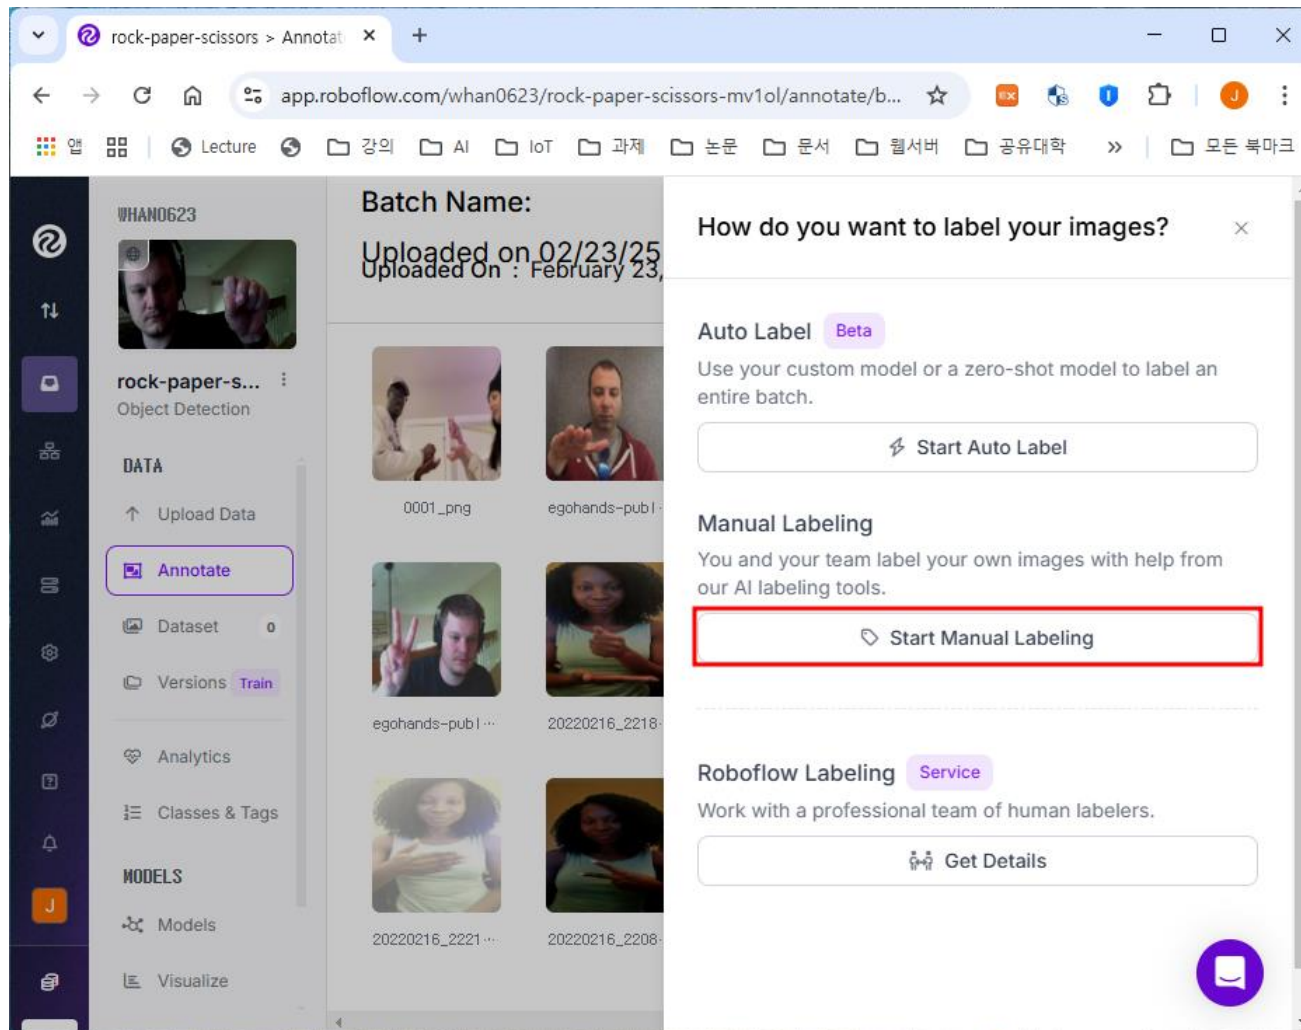 rock-paper-scissors > Annotat
app.roboflow.com/whan0623/rock-paper-scissors-mv1ol/annotate/b...
EX
J
앱
Lecture
강의
AI
IoT
과제
논문
문서
웹서버
공유대학
»
모든 북마크
WHAN0623
rock-paper-s...
Object Detection
DATA
Upload Data
Annotate
Dataset 0
Versions Train
Analytics
Classes & Tags
MODELS
Models
Visualize
J
Batch Name:
Uploaded on 02/23/25
Uploaded On : February 23,
0001_png
egohands-publ
egohands-publ...
20220216_2218
20220216_2221...
20220216_2208
How do you want to label your images?
Auto Label Beta
Use your custom model or a zero-shot model to label an
entire batch.
Start Auto Label
Manual Labeling
You and your team label your own images with help from
our AI labeling tools.
Start Manual Labeling
Roboflow Labeling Service
Work with a professional team of human labelers.
Get Details